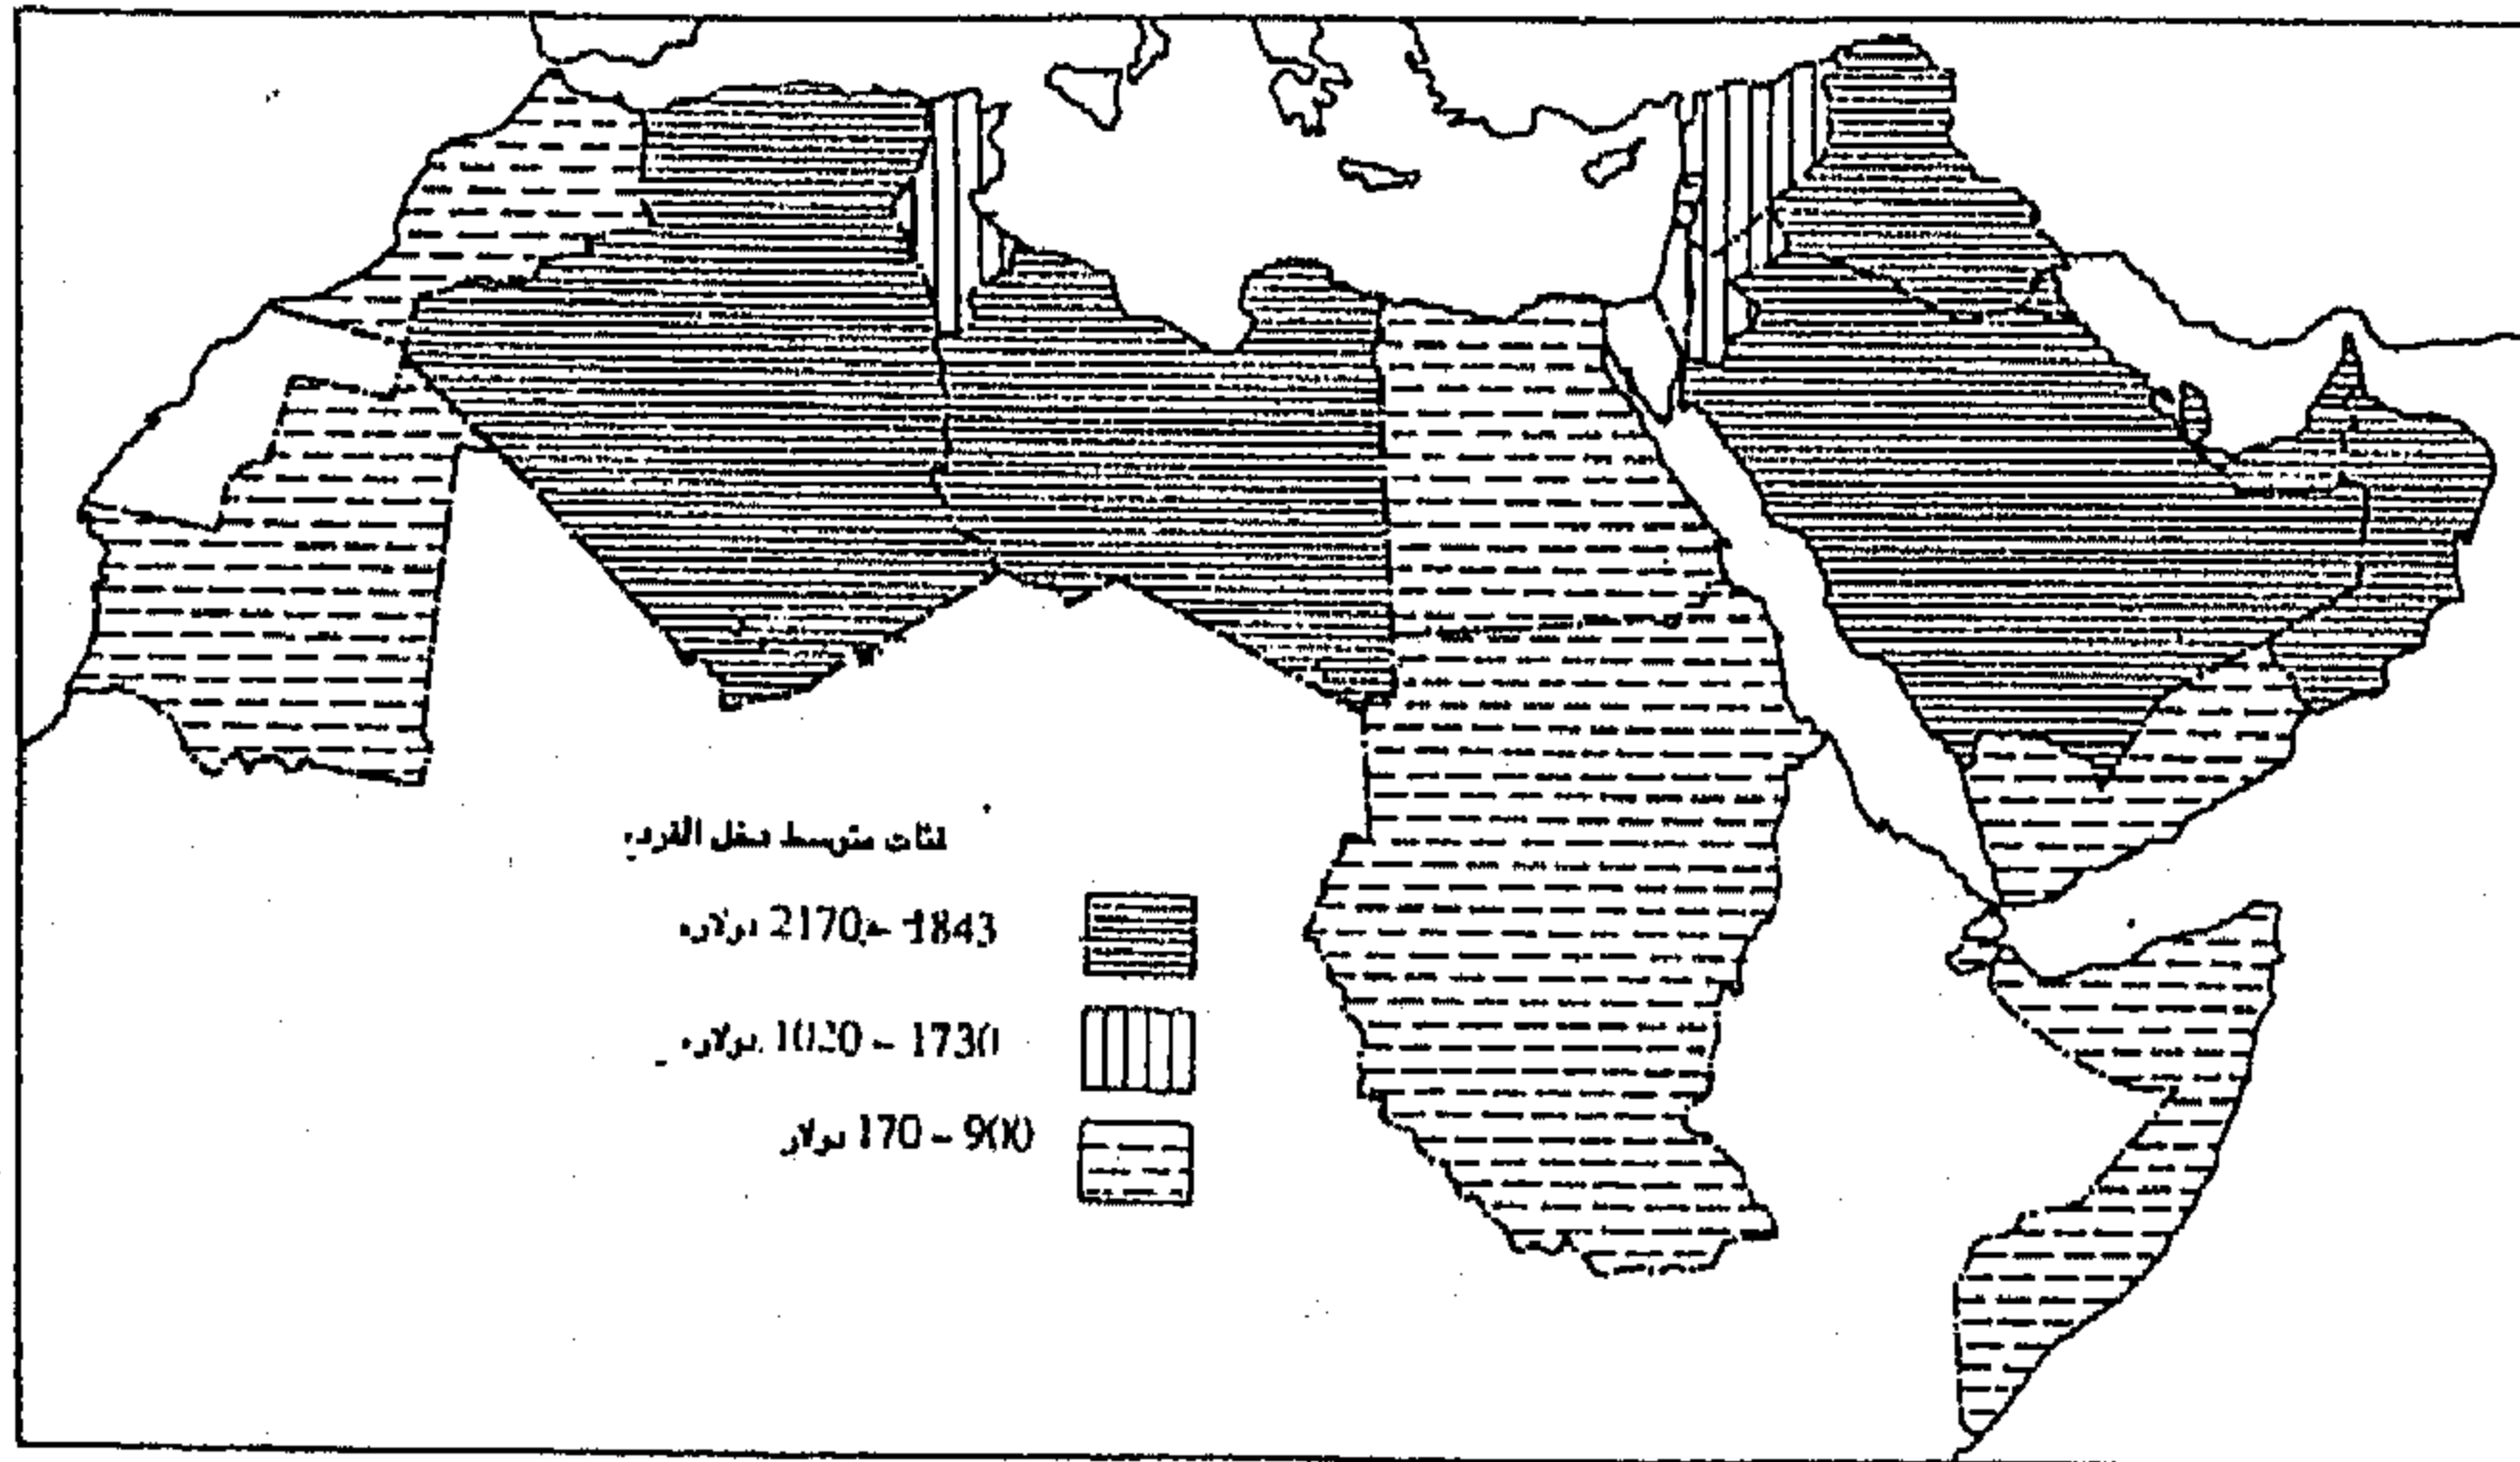 فئات متوسط دخل الفرد
1843 – 2170 دولار
1730 – 1020 دولار
900 – 170 دولار